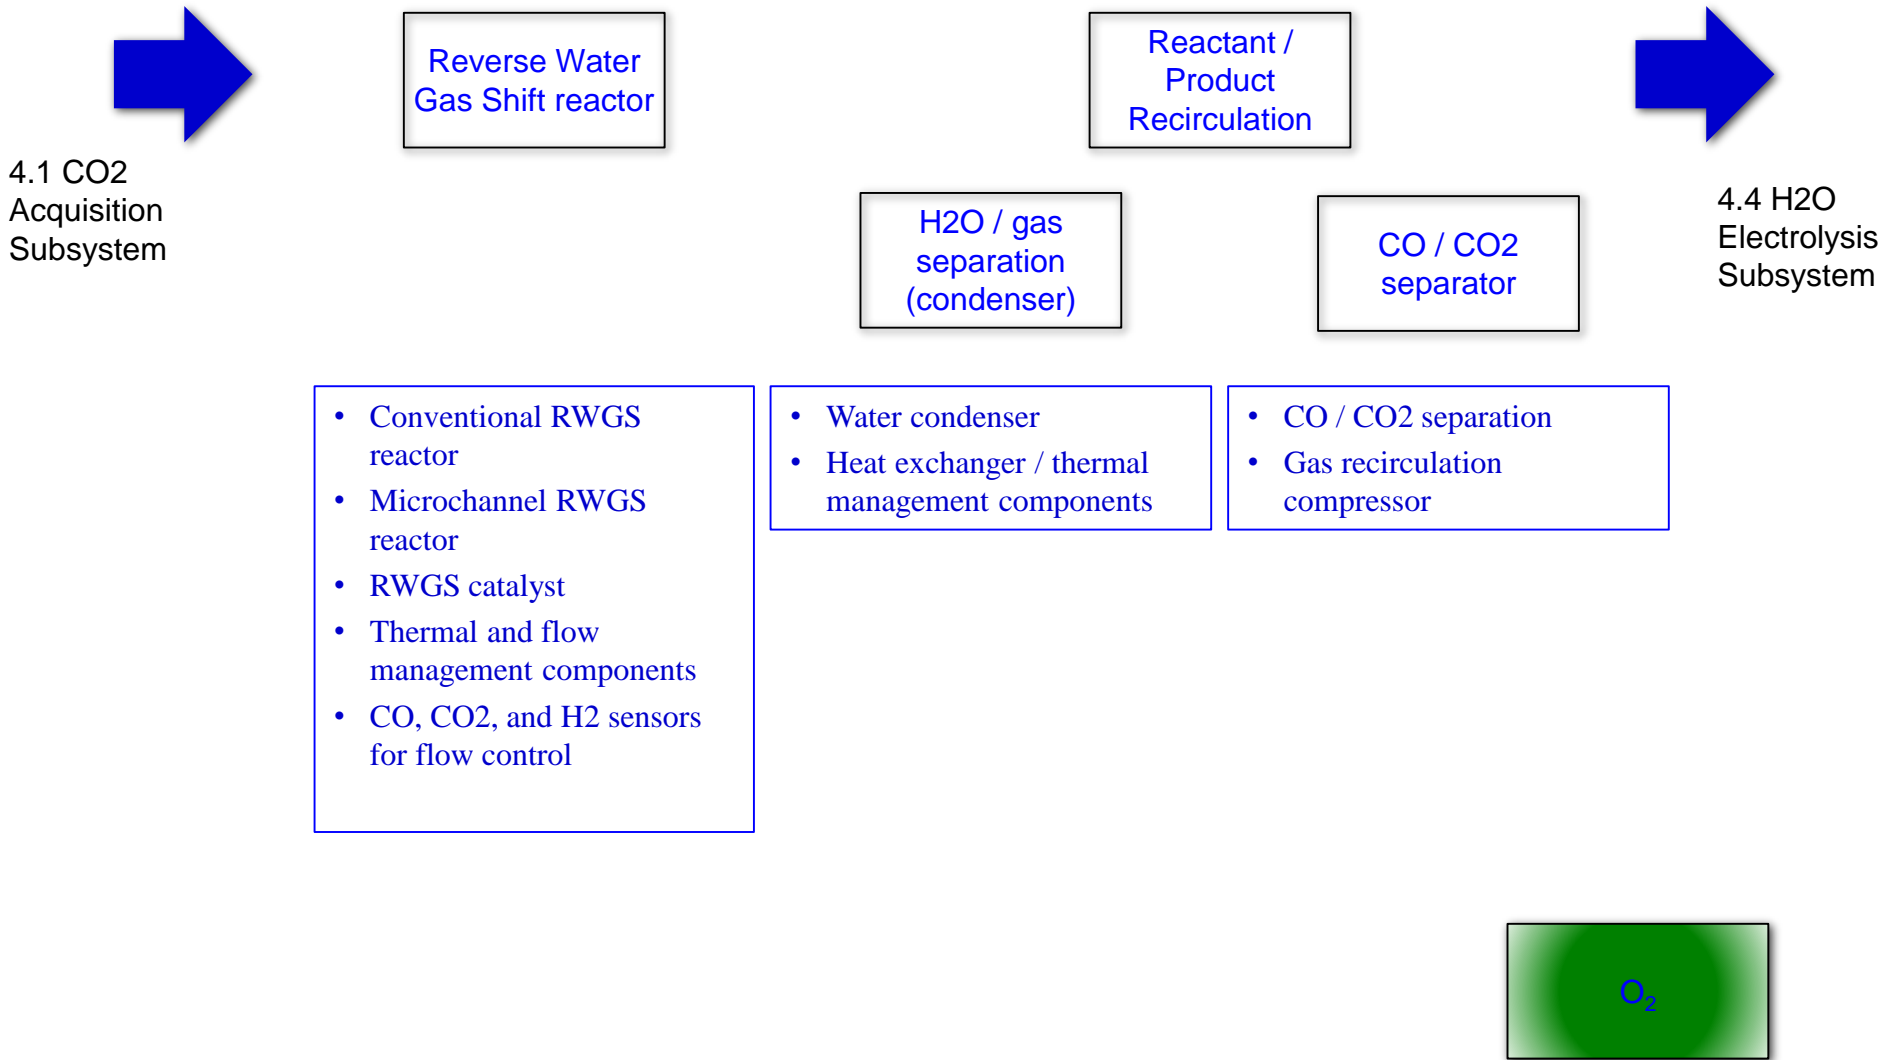 4.1 CO2
Acquisition
Subsystem
Reverse Water
Gas Shift reactor
Reactant /
Product
Recirculation
H2O / gas
separation
(condenser)
CO / CO2
separator
4.4 H2O
Electrolysis
Subsystem
• Conventional RWGS
reactor
• Microchannel RWGS
reactor
• RWGS catalyst
• Thermal and flow
management components
• CO, CO2, and H2 sensors
for flow control
• Water condenser
• Heat exchanger / thermal
management components
• CO / CO2 separation
• Gas recirculation
compressor
O₂